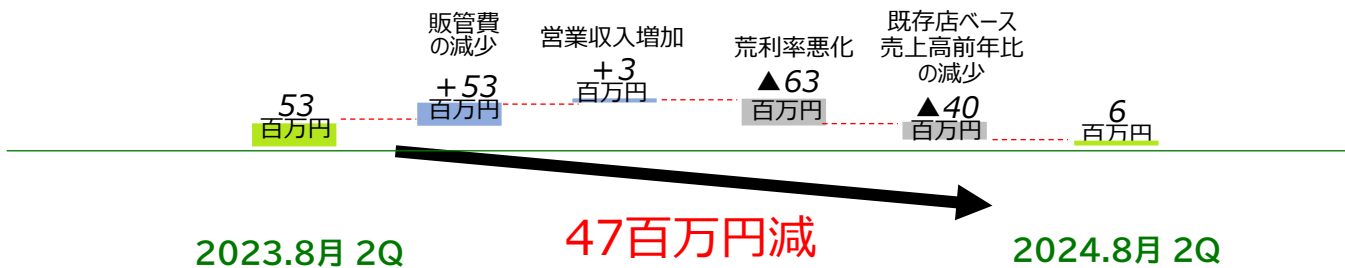 53
百万円
販管費
の減少
+53
百万円
営業収入増加
+3
百万円
荒利率悪化
▲63
百万円
既存店ベース
売上高前年比
の減少
▲40
百万円
6
百万円
47百万円減
2023.8月 2Q
2024.8月 2Q